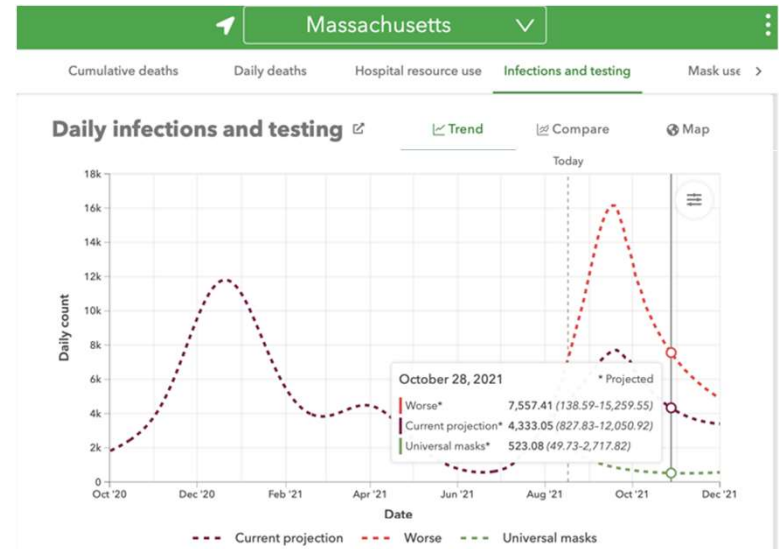 Massachusetts
Cumulative deaths Daily deaths Hospital resource use Infections and testing Mask use
Daily infections and testing Trend Compare Map
Today
18k
16k
14k
12k
10k
8k
6k
4k
2k
0
Daily count
October 28, 2021 * Projected
Worse* 7,557.41 (138.59-15,259.55)
Current projection* 4,333.05 (827.83-12,050.92)
Universal masks* 523.08 (49.73-2,717.82)
Oct '20 Dec '20 Feb '21 Apr '21 Jun '21 Aug '21 Oct '21 Dec '21
Date
Current projection Worse Universal masks